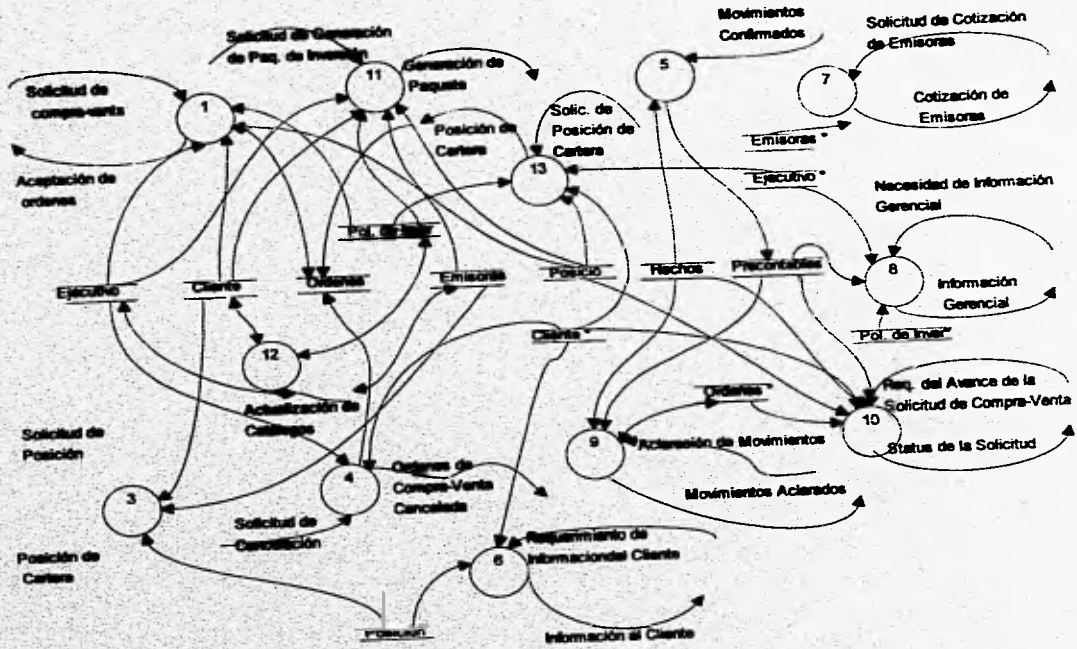 Movimientos
Confirmados
Solicitud de Cotización
de Emisoras
Solicitud de Generación
de Paq. de Inversión
11
Generación de
Paquete
5
7
Solicitud de
compra-venta
1
Cotización de
Emisoras
Solic. de
Posición de
Cartera
Posición de
Cartera
Emisoras *
13
Ejecutivo *
Aceptación de
ordenes
Necesidad de Información
Gerencial
Pol. de Inver
8
Ejecutivo
Cliente
Ordenes
Emisoras
Posició
Hechos
Precontables
Información
Gerencial
Cliente *
Pol. de Inver*
12
Ordenes *
Req. del Avance de la
Solicitud de Compra-Venta
Actualización de
Catálogos
10
Solicitud de
Posición
9
Aclaración de Movimientos
Status de la Solicitud
Ordenes de
Compra-Venta
Cancelada
4
3
Movimientos Aclarados
Solicitud de
Cancelación
Requerimiento de
Informaciondel Cliente
6
Posición de
Cartera
Posición
Información al Cliente